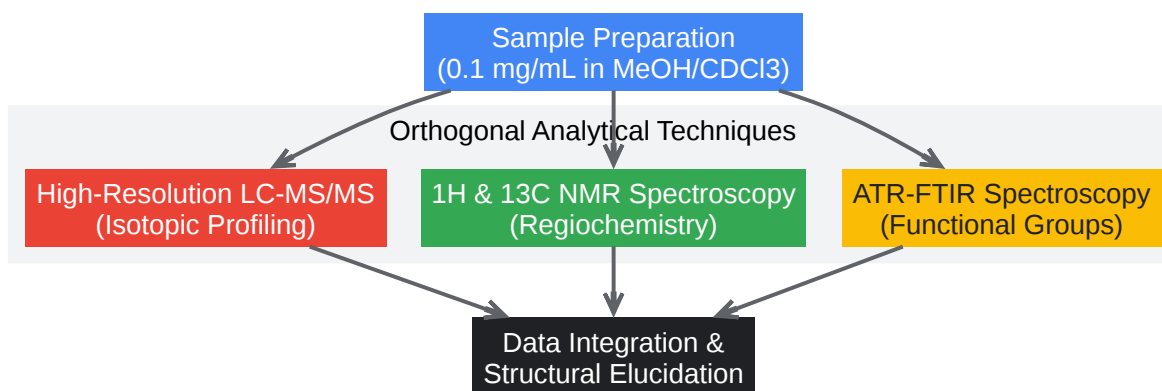 Sample Preparation
(0.1 mg/mL in MeOH/CDCl3)
Orthogonal Analytical Techniques
High-Resolution LC-MS/MS
(Isotopic Profiling)
1H & 13C NMR Spectroscopy
(Regiochemistry)
ATR-FTIR Spectroscopy
(Functional Groups)
Data Integration &
Structural Elucidation